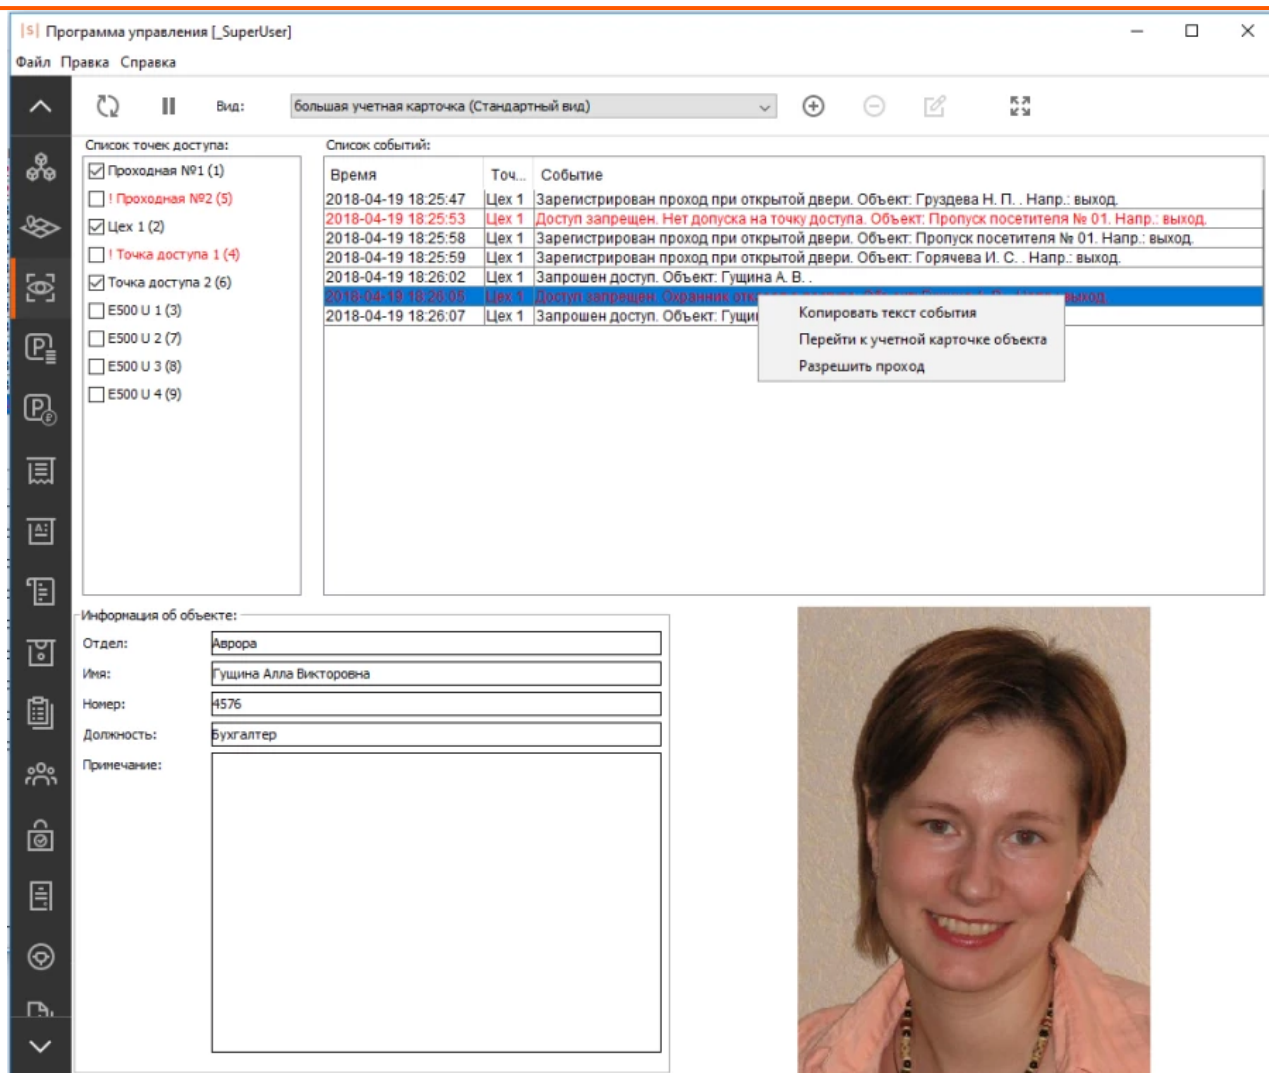 |S| Программа управления [_SuperUser]
Файл Правка Справка
Вид: большая учетная карточка (Стандартный вид)
Список точек доступа:
Проходная №1 (1)
! Проходная №2 (5)
Цех 1 (2)
! Точка доступа 1 (4)
Точка доступа 2 (6)
E500 U 1 (3)
E500 U 2 (7)
E500 U 3 (8)
E500 U 4 (9)
Список событий:
Время Точ... Событие
2018-04-19 18:25:47 Цех 1 Зарегистрирован проход при открытой двери. Объект: Груздева Н. П. . Напр.: выход.
2018-04-19 18:25:53 Цех 1 Доступ запрещен. Нет допуска на точку доступа. Объект: Пропуск посетителя № 01. Напр.: выход.
2018-04-19 18:25:58 Цех 1 Зарегистрирован проход при открытой двери. Объект: Пропуск посетителя № 01. Напр.: выход.
2018-04-19 18:25:59 Цех 1 Зарегистрирован проход при открытой двери. Объект: Горячева И. С. . Напр.: выход.
2018-04-19 18:26:02 Цех 1 Запрошен доступ. Объект: Гущина А. В. .
2018-04-19 18:26:05 Цех 1 Доступ запрещен. Охранник отк выход.
2018-04-19 18:26:07 Цех 1 Запрошен доступ. Объект: Гущи
Копировать текст события
Перейти к учетной карточке объекта
Разрешить проход
Информация об объекте:
Отдел: Аврора
Имя: Гущина Алла Викторовна
Номер: 4576
Должность: Бухгалтер
Примечание: